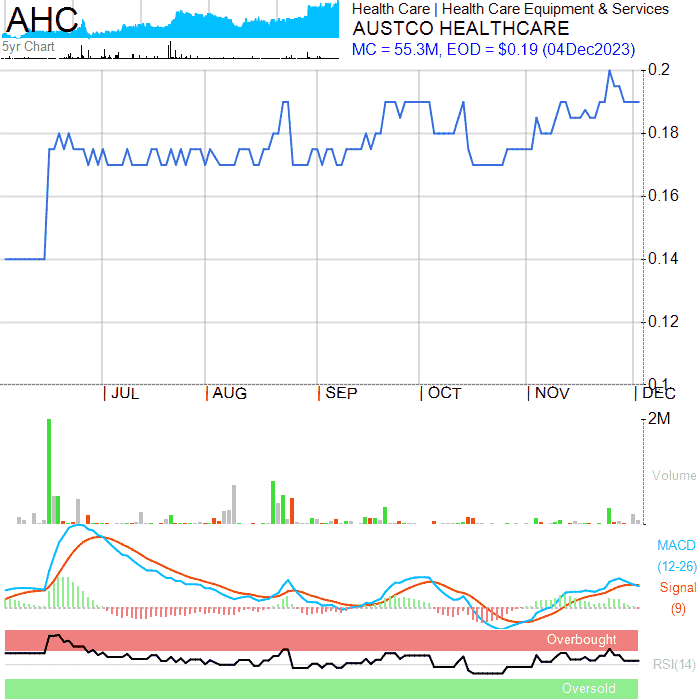 AHC
5yr Chart
Health Care | Health Care Equipment & Services
AUSTCO HEALTHCARE
MC = 55.3M, EOD = $0.19 (04Dec2023)
0.2
0.18
0.16
0.14
0.12
0.1
JUL AUG SEP OCT NOV DEC
2M
Volume
MACD
(12-26)
Signal
(9)
Overbought
RSI(14)
Oversold